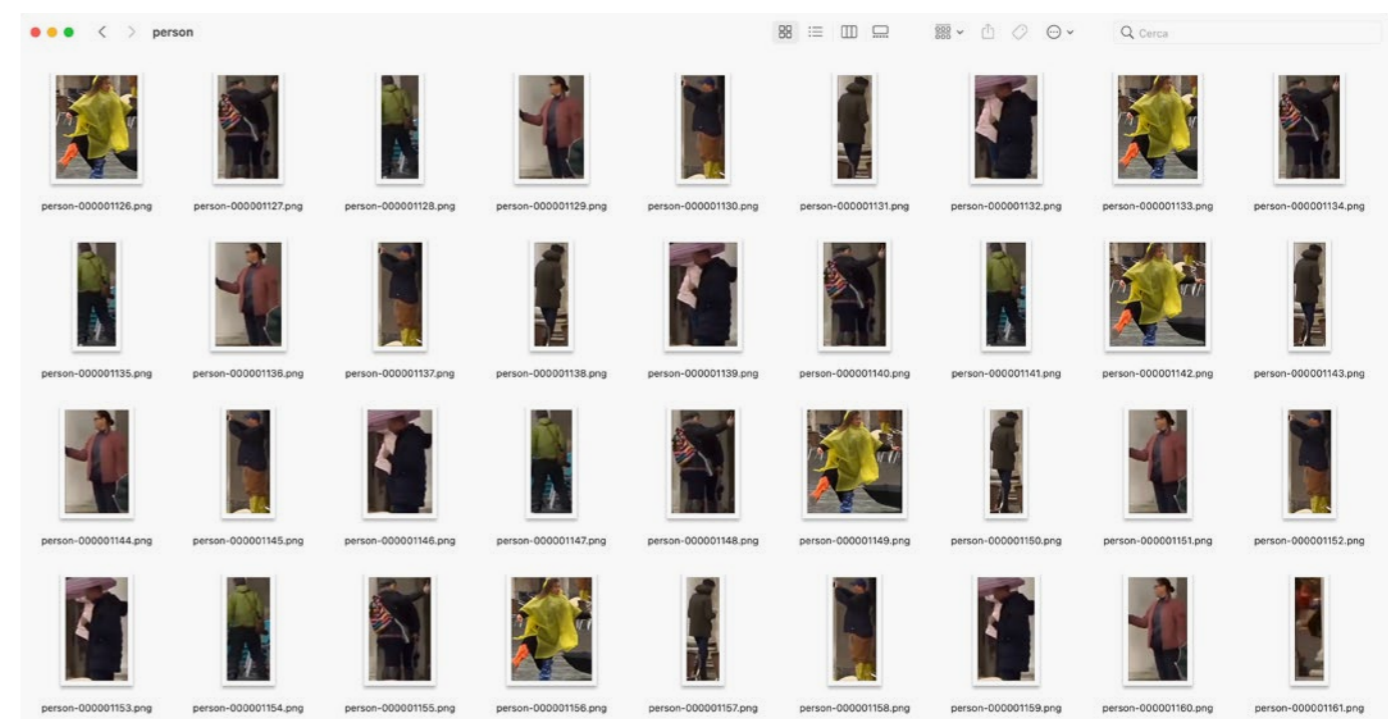 person
Cerca
person-000001126.png person-000001127.png person-000001128.png person-000001129.png person-000001130.png person-000001131.png person-000001132.png person-000001133.png person-000001134.png
person-000001135.png person-000001136.png person-000001137.png person-000001138.png person-000001139.png person-000001140.png person-000001141.png person-000001142.png person-000001143.png
person-000001144.png person-000001145.png person-000001146.png person-000001147.png person-000001148.png person-000001149.png person-000001150.png person-000001151.png person-000001152.png
person-000001153.png person-000001154.png person-000001155.png person-000001156.png person-000001157.png person-000001158.png person-000001159.png person-000001160.png person-000001161.png